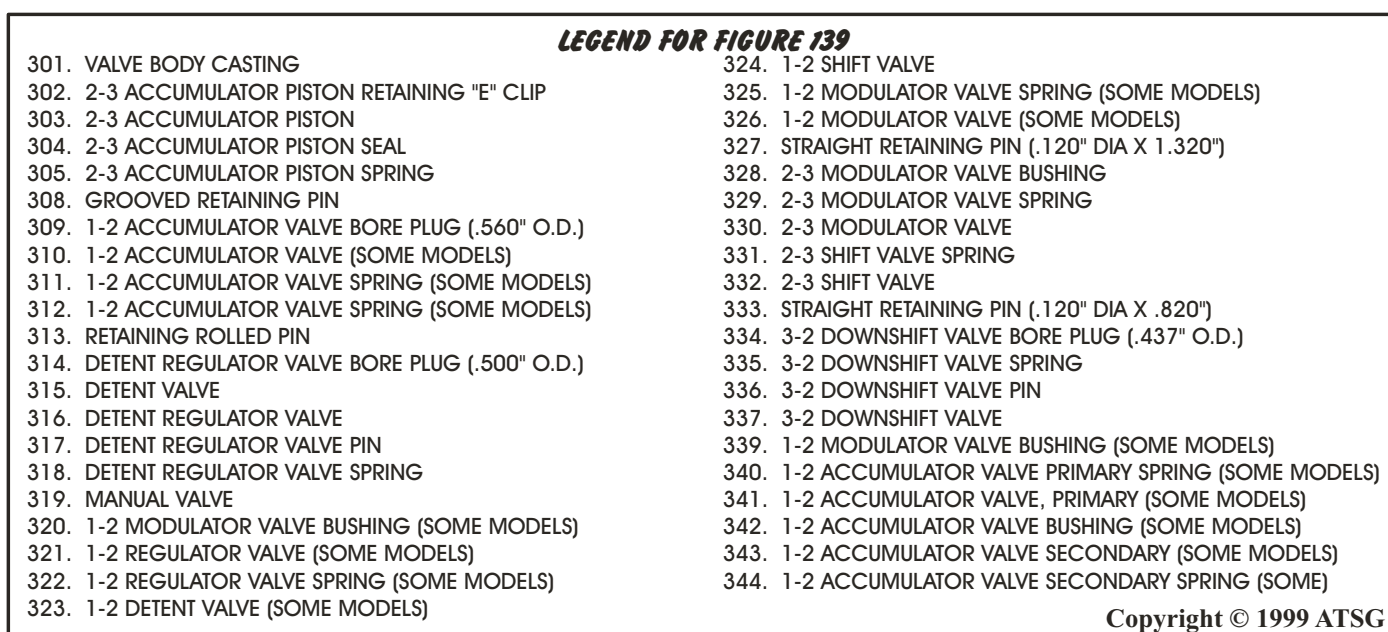 LEGEND FOR FIGURE 139
301. VALVE BODY CASTING
302. 2-3 ACCUMULATOR PISTON RETAINING "E" CLIP
303. 2-3 ACCUMULATOR PISTON
304. 2-3 ACCUMULATOR PISTON SEAL
305. 2-3 ACCUMULATOR PISTON SPRING
308. GROOVED RETAINING PIN
309. 1-2 ACCUMULATOR VALVE BORE PLUG (.560" O.D.)
310. 1-2 ACCUMULATOR VALVE (SOME MODELS)
311. 1-2 ACCUMULATOR VALVE SPRING (SOME MODELS)
312. 1-2 ACCUMULATOR VALVE SPRING (SOME MODELS)
313. RETAINING ROLLED PIN
314. DETENT REGULATOR VALVE BORE PLUG (.500" O.D.)
315. DETENT VALVE
316. DETENT REGULATOR VALVE
317. DETENT REGULATOR VALVE PIN
318. DETENT REGULATOR VALVE SPRING
319. MANUAL VALVE
320. 1-2 MODULATOR VALVE BUSHING (SOME MODELS)
321. 1-2 REGULATOR VALVE (SOME MODELS)
322. 1-2 REGULATOR VALVE SPRING (SOME MODELS)
323. 1-2 DETENT VALVE (SOME MODELS)
324. 1-2 SHIFT VALVE
325. 1-2 MODULATOR VALVE SPRING (SOME MODELS)
326. 1-2 MODULATOR VALVE (SOME MODELS)
327. STRAIGHT RETAINING PIN (.120" DIA X 1.320")
328. 2-3 MODULATOR VALVE BUSHING
329. 2-3 MODULATOR VALVE SPRING
330. 2-3 MODULATOR VALVE
331. 2-3 SHIFT VALVE SPRING
332. 2-3 SHIFT VALVE
333. STRAIGHT RETAINING PIN (.120" DIA X .820")
334. 3-2 DOWNSHIFT VALVE BORE PLUG (.437" O.D.)
335. 3-2 DOWNSHIFT VALVE SPRING
336. 3-2 DOWNSHIFT VALVE PIN
337. 3-2 DOWNSHIFT VALVE
339. 1-2 MODULATOR VALVE BUSHING (SOME MODELS)
340. 1-2 ACCUMULATOR VALVE PRIMARY SPRING (SOME MODELS)
341. 1-2 ACCUMULATOR VALVE, PRIMARY (SOME MODELS)
342. 1-2 ACCUMULATOR VALVE BUSHING (SOME MODELS)
343. 1-2 ACCUMULATOR VALVE SECONDARY (SOME MODELS)
344. 1-2 ACCUMULATOR VALVE SECONDARY SPRING (SOME)
Copyright © 1999 ATSG